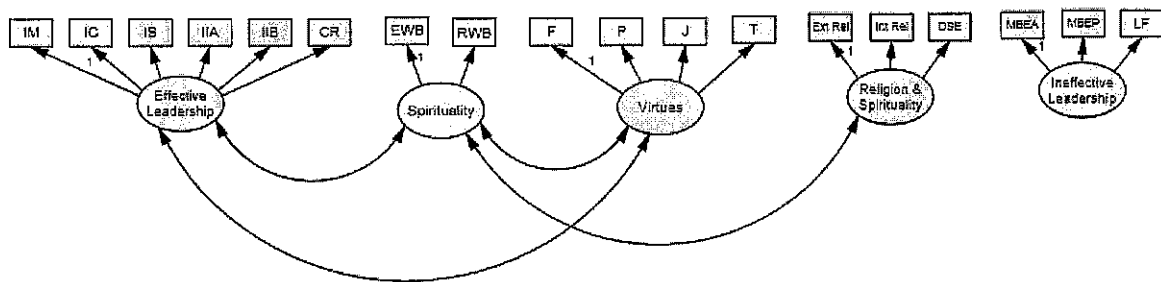 IM IC IS IIA IIB CR EWB RWB F P J T Ext Rel Int Rel DSE MBEA MBEP LF
1 1 1 1 1
Effective
Leadership
Spirituality
Virtues
Religion &
Spirituality
Ineffective
Leadership